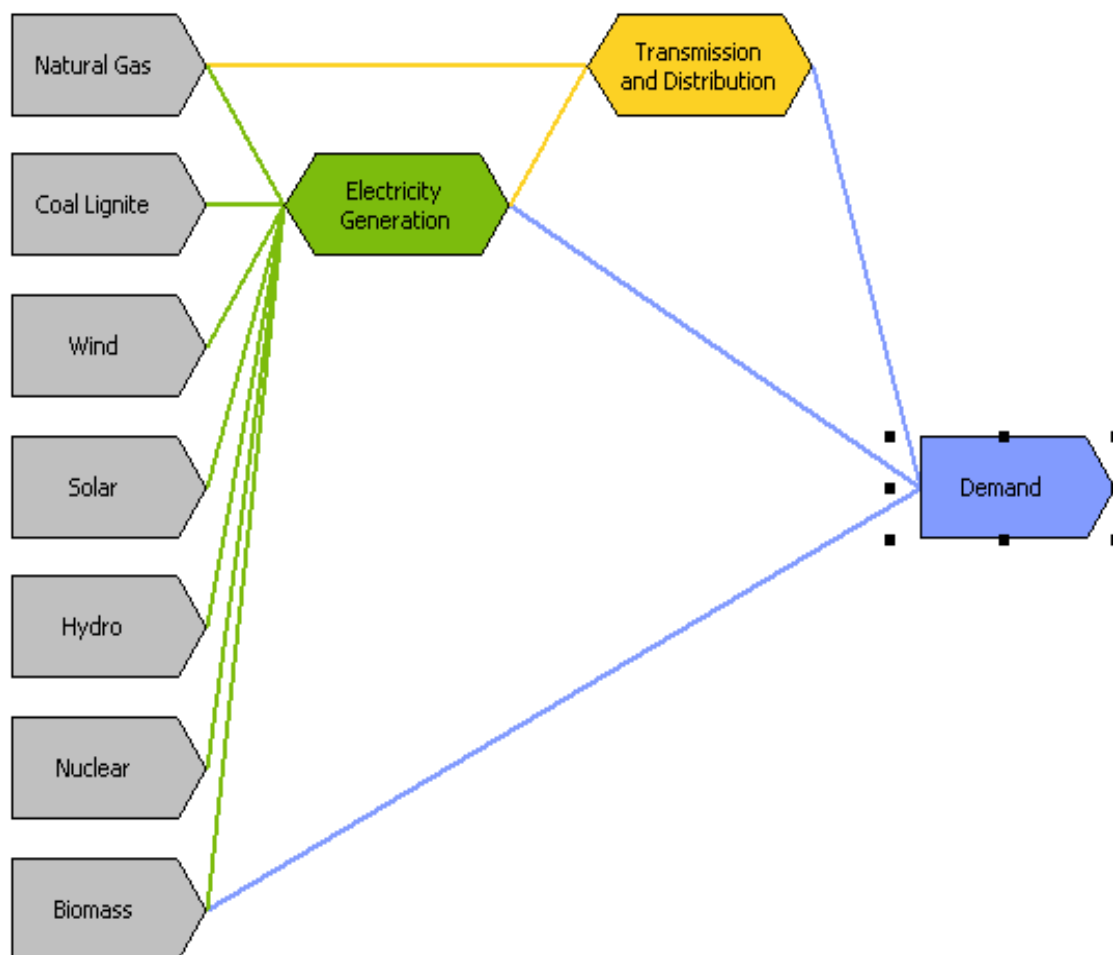 Natural Gas
Transmission
and Distribution
Coal Lignite
Electricity
Generation
Wind
Solar
Demand
Hydro
Nuclear
Biomass